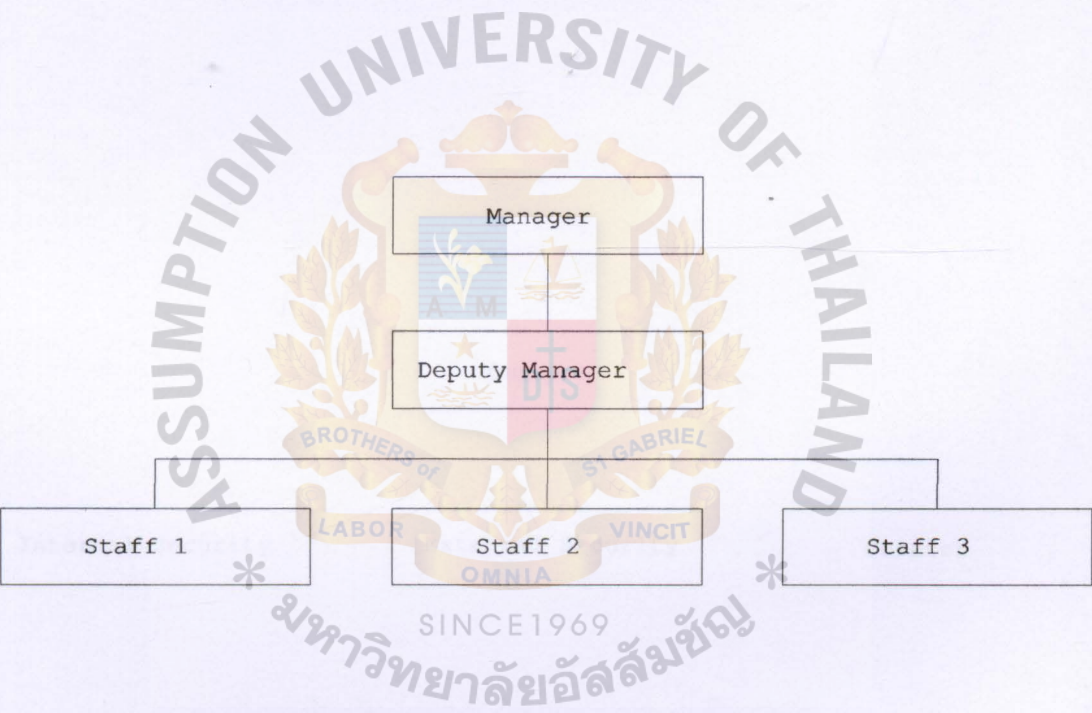 ASSUMPTION UNIVERSITY OF THAILAND
Manager
A M
Deputy Manager
D S
BROTHERS of ST GABRIEL
Staff 1
Staff 2
Staff 3
LABOR
VINCIT
OMNIA
SINCE1969
* มหาวิทยาลัยอัสสัมชัญ *